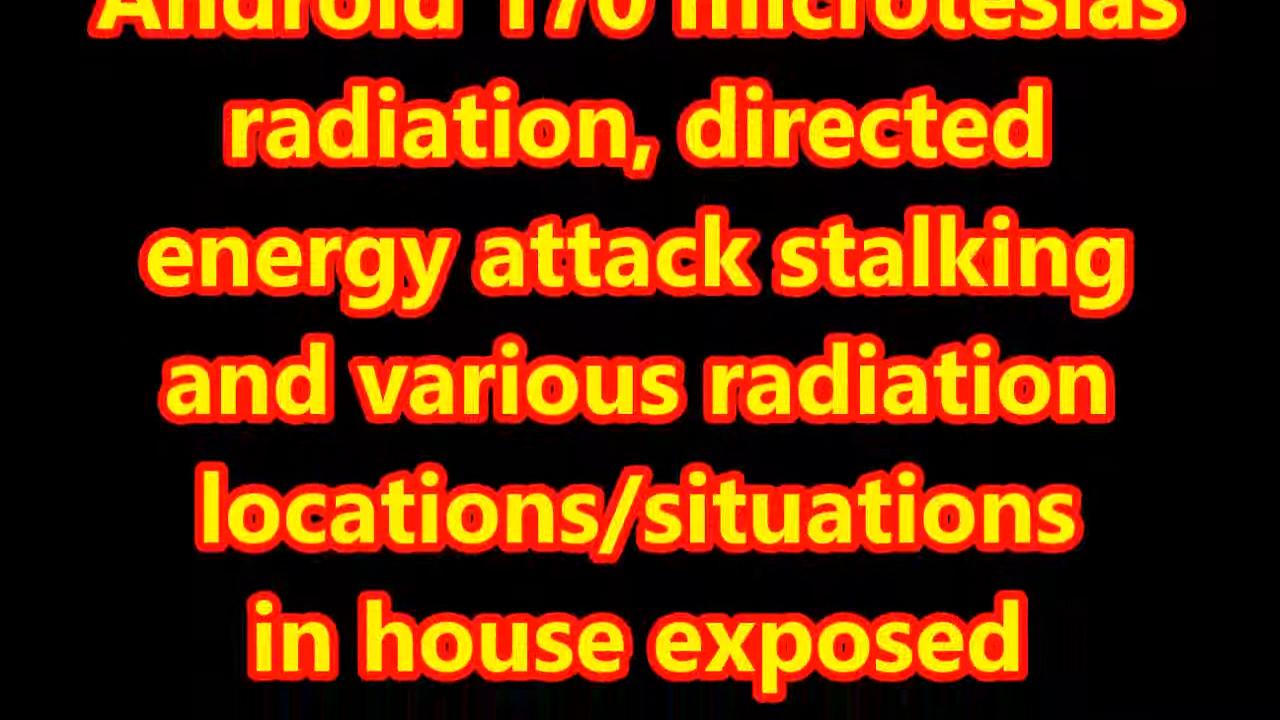 Android 170 microteslas
radiation, directed
energy attack stalking
and various radiation
locations/situations
in house exposed